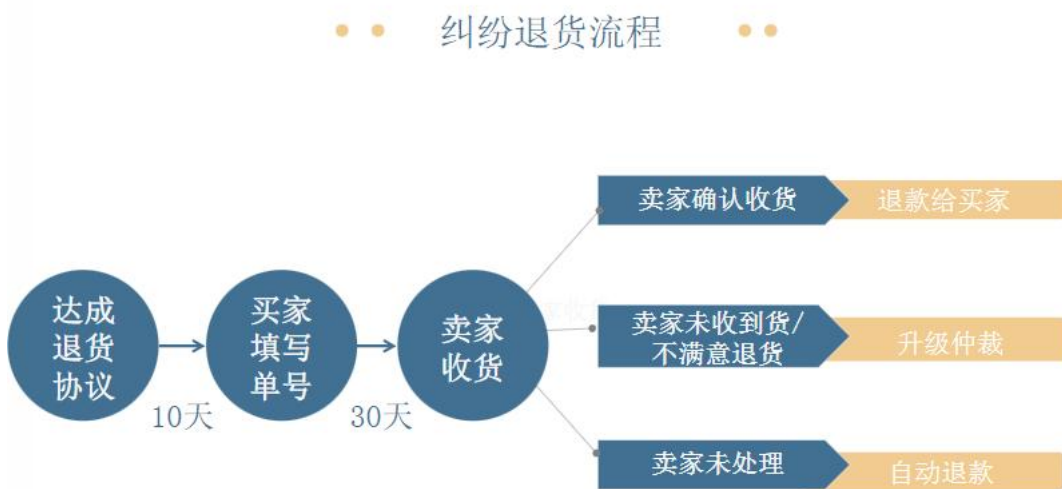 纠纷退货流程
达成
退货
协议
10天
买家
填写
单号
30天
卖家
收货
卖家确认收货
退款给买家
卖家未收到货/
不满意退货
升级仲裁
卖家未处理
自动退款